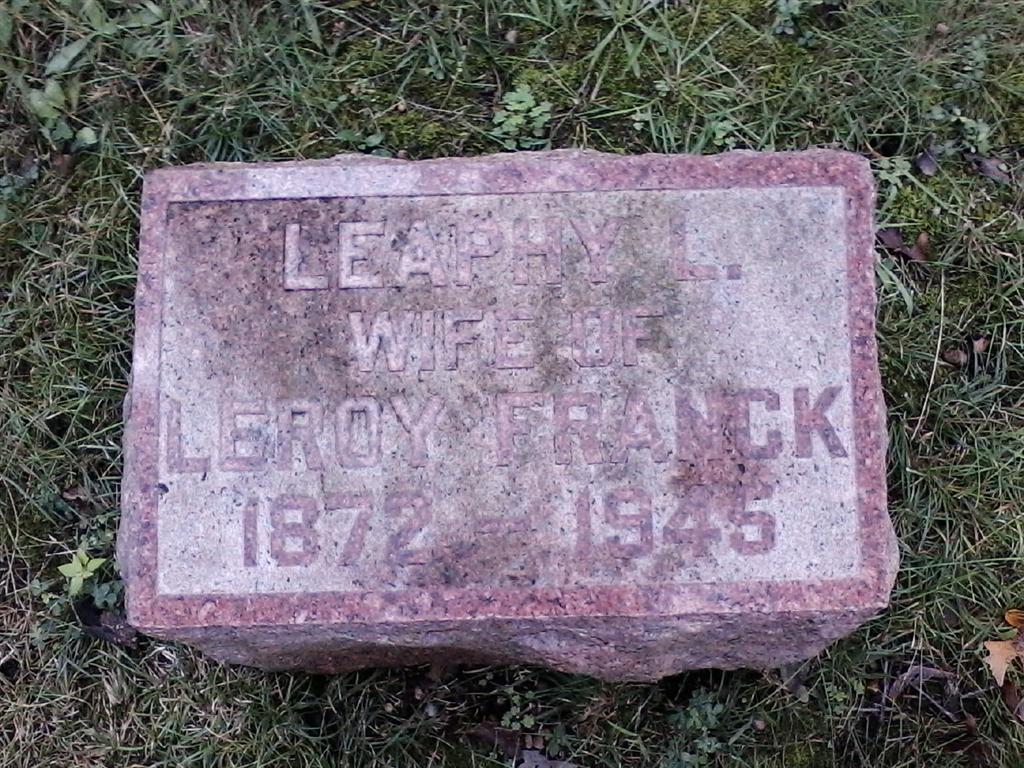 LEAPHY L.
WIFE OF
LEROY FRANCK
1872 - 1945